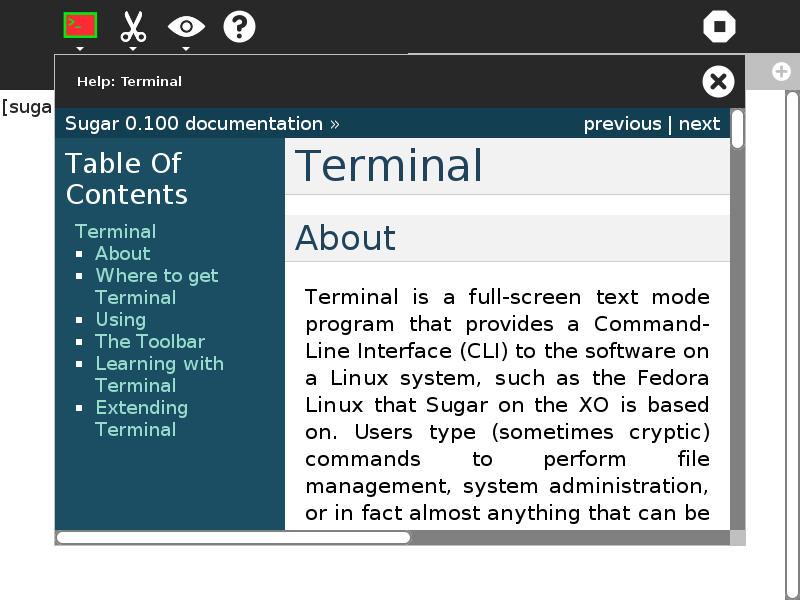 Help: Terminal
[suga
Sugar 0.100 documentation »
previous | next
Table Of
Contents
Terminal
About
Where to get
Terminal
Using
The Toolbar
Learning with
Terminal
Extending
Terminal
Terminal
About
Terminal is a full-screen text mode
program that provides a Command-
Line Interface (CLI) to the software on
a Linux system, such as the Fedora
Linux that Sugar on the XO is based
on. Users type (sometimes cryptic)
commands to perform file
management, system administration,
or in fact almost anything that can be